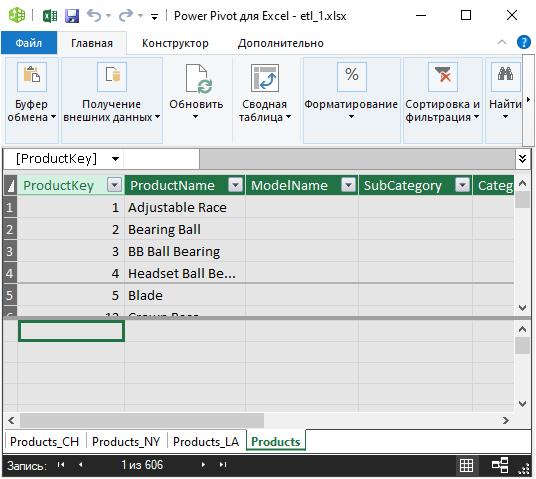 Power Pivot для Excel - etl_1.xlsx
Файл Главная Конструктор Дополнительно
Буфер обмена
Получение внешних данных
Обновить
Сводная таблица
Форматирование
%
Сортировка и фильтрация
Найти
[ProductKey]
ProductKey ProductName ModelName SubCategory Categ
1 1 Adjustable Race
2 2 Bearing Ball
3 3 BB Ball Bearing
4 4 Headset Ball Be...
5 5 Blade
Products_CH Products_NY Products_LA Products
Запись: 1 из 606